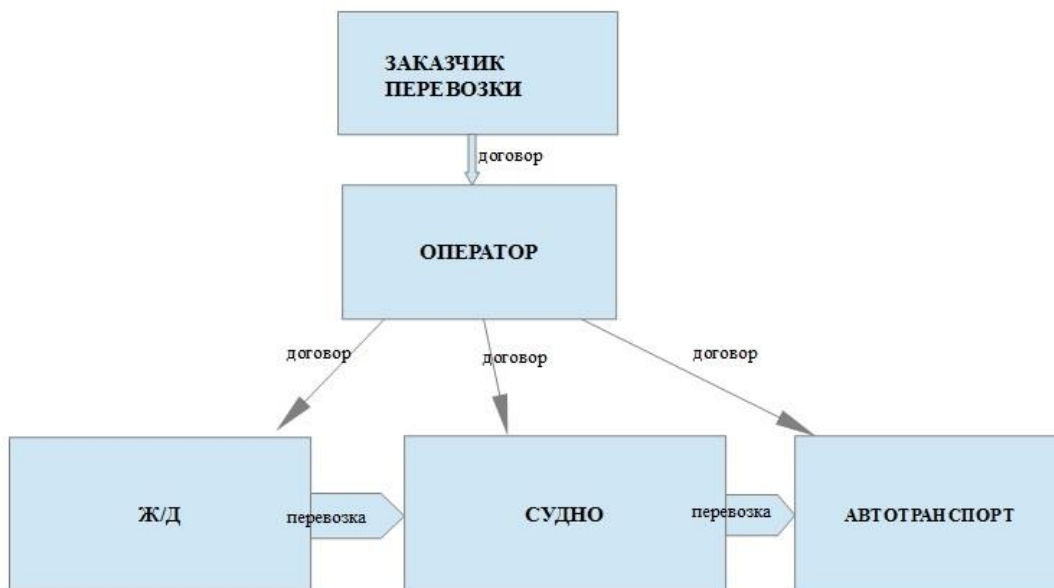 ЗАКАЗЧИК
ПЕРЕВОЗКИ
договор
ОПЕРАТОР
договор
договор
договор
Ж/Д
перевозка
СУДНО
перевозка
АВТОТРАНСПОРТ